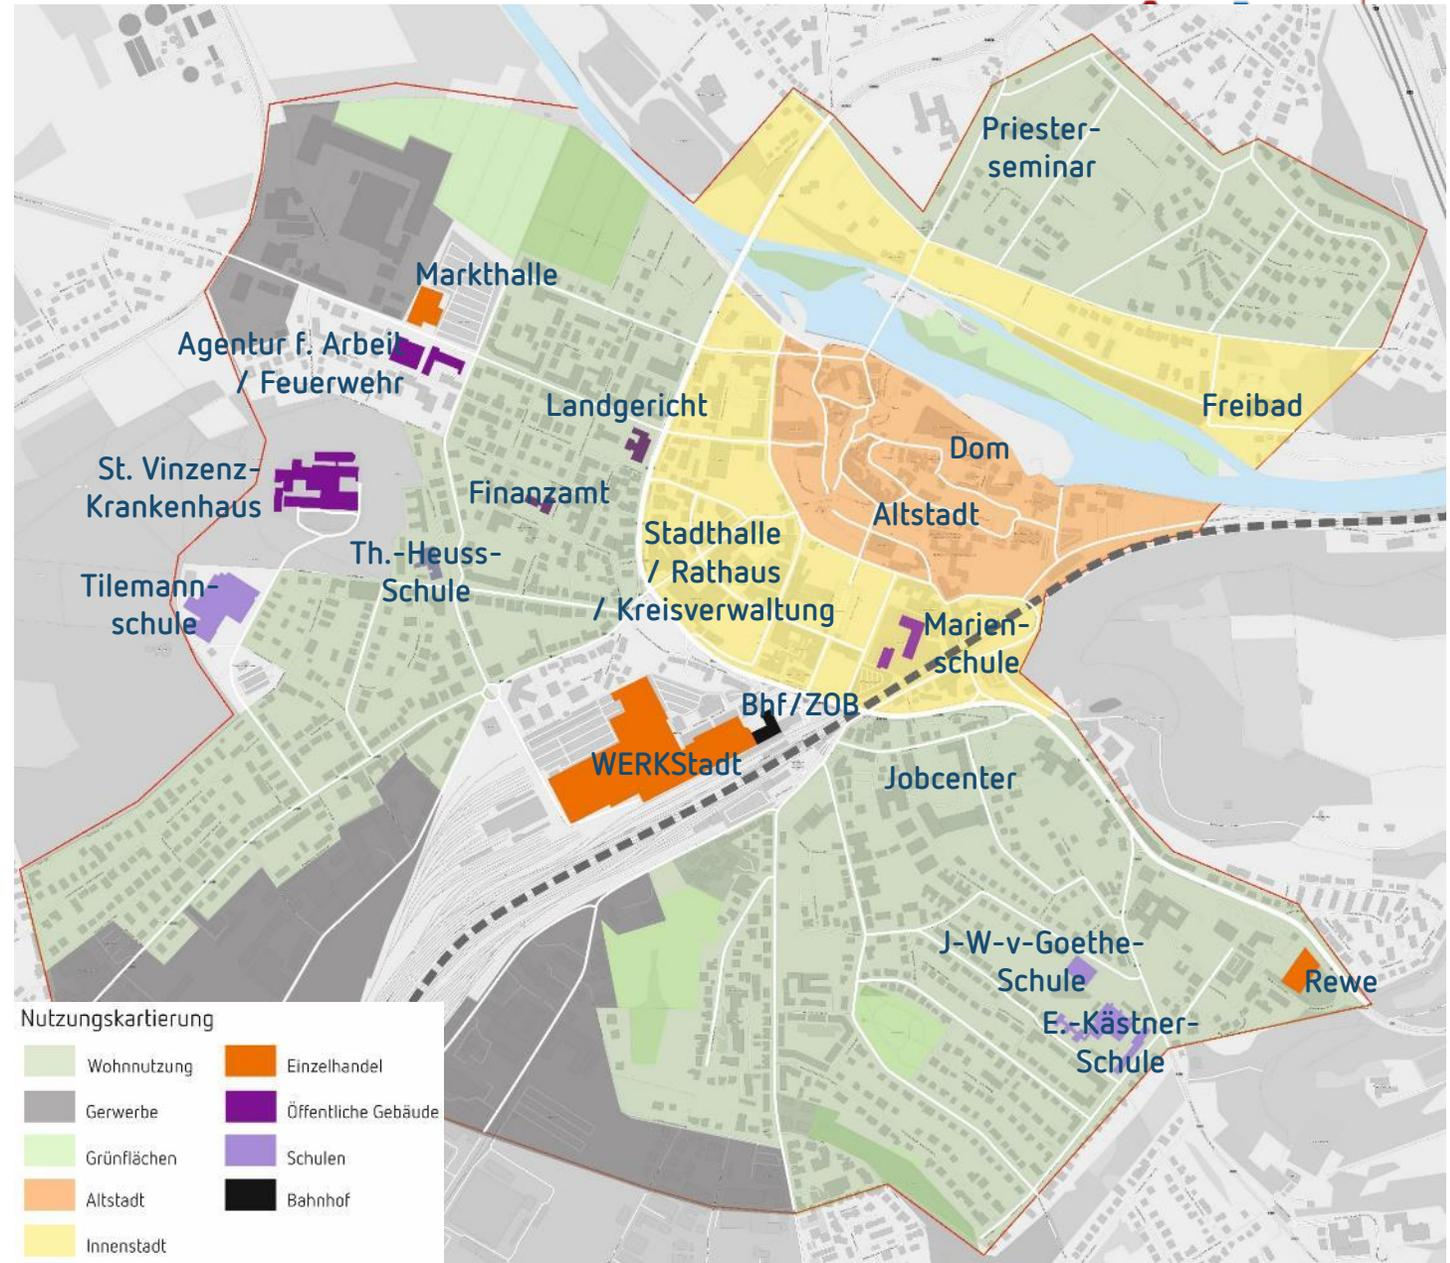 Priester-
seminar
Markthalle
Agentur f. Arbeit
/ Feuerwehr
Landgericht
Freibad
Dom
St. Vinzenz-
Krankenhaus
Finanzamt
Altstadt
Stadthalle
/ Rathaus
/ Kreisverwaltung
Th.-Heuss-
Schule
Tilemann-
schule
Marien-
schule
Bhf/ZOB
WERKStadt
Jobcenter
J-W-v-Goethe-
Schule
Rewe
E.-Kästner-
Schule
Nutzungskartierung
Wohnnutzung
Gerwerbe
Grünflächen
Altstadt
Innenstadt
Einzelhandel
Öffentliche Gebäude
Schulen
Bahnhof